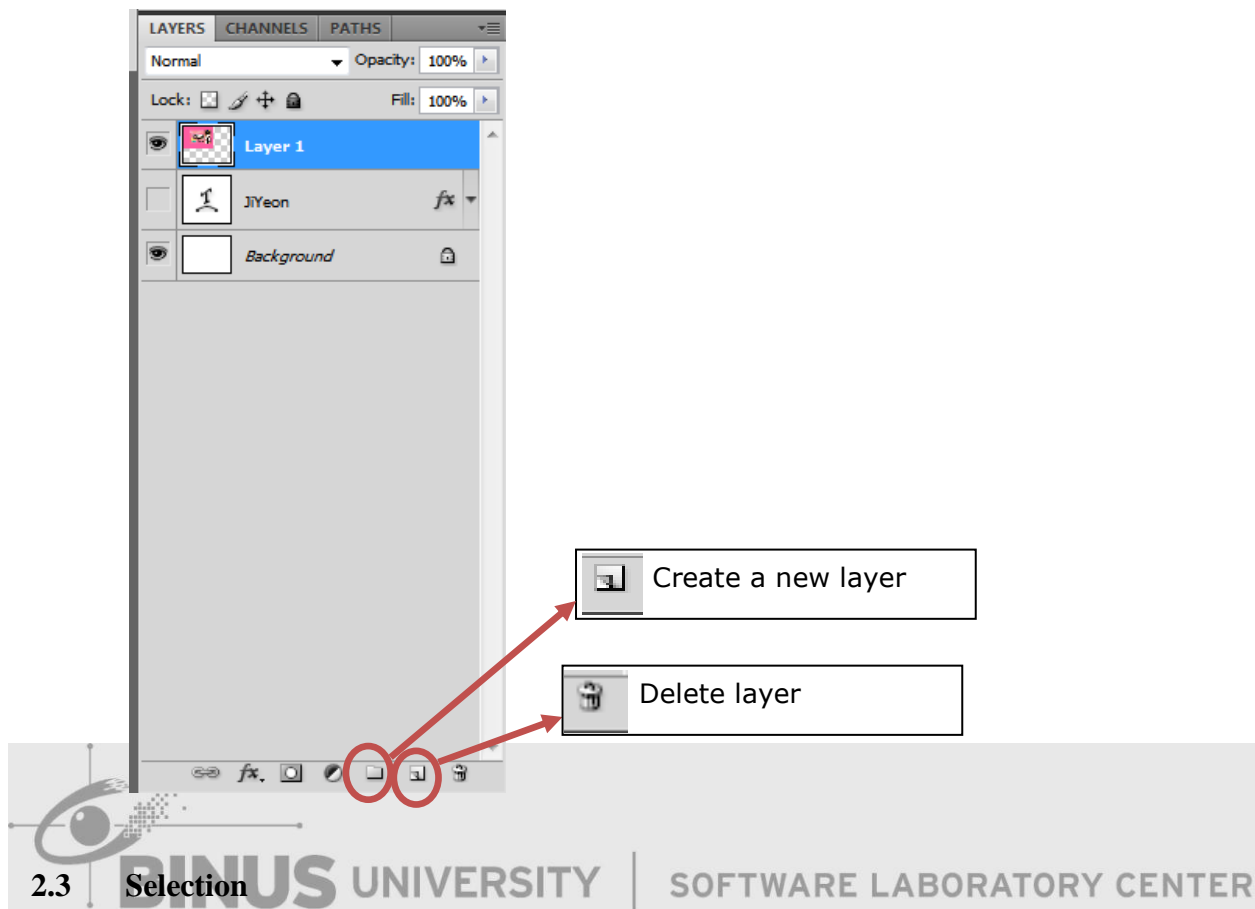 LAYERS CHANNELS PATHS
Normal Opacity: 100%
Lock: Fill: 100%
Layer 1
JiYeon fx
Background
Create a new layer
Delete layer
fx.
BINUS UNIVERSITY SOFTWARE LABORATORY CENTER
2.3 Selection